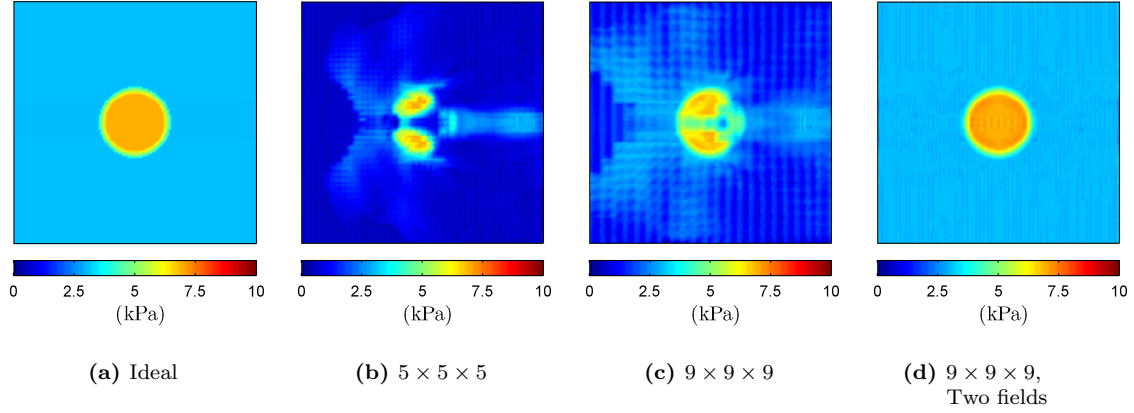 0 2.5 5 7.5 10
(kPa)
(a) Ideal
0 2.5 5 7.5 10
(kPa)
(b) 5 × 5 × 5
0 2.5 5 7.5 10
(kPa)
(c) 9 × 9 × 9
0 2.5 5 7.5 10
(kPa)
(d) 9 × 9 × 9,
Two fields